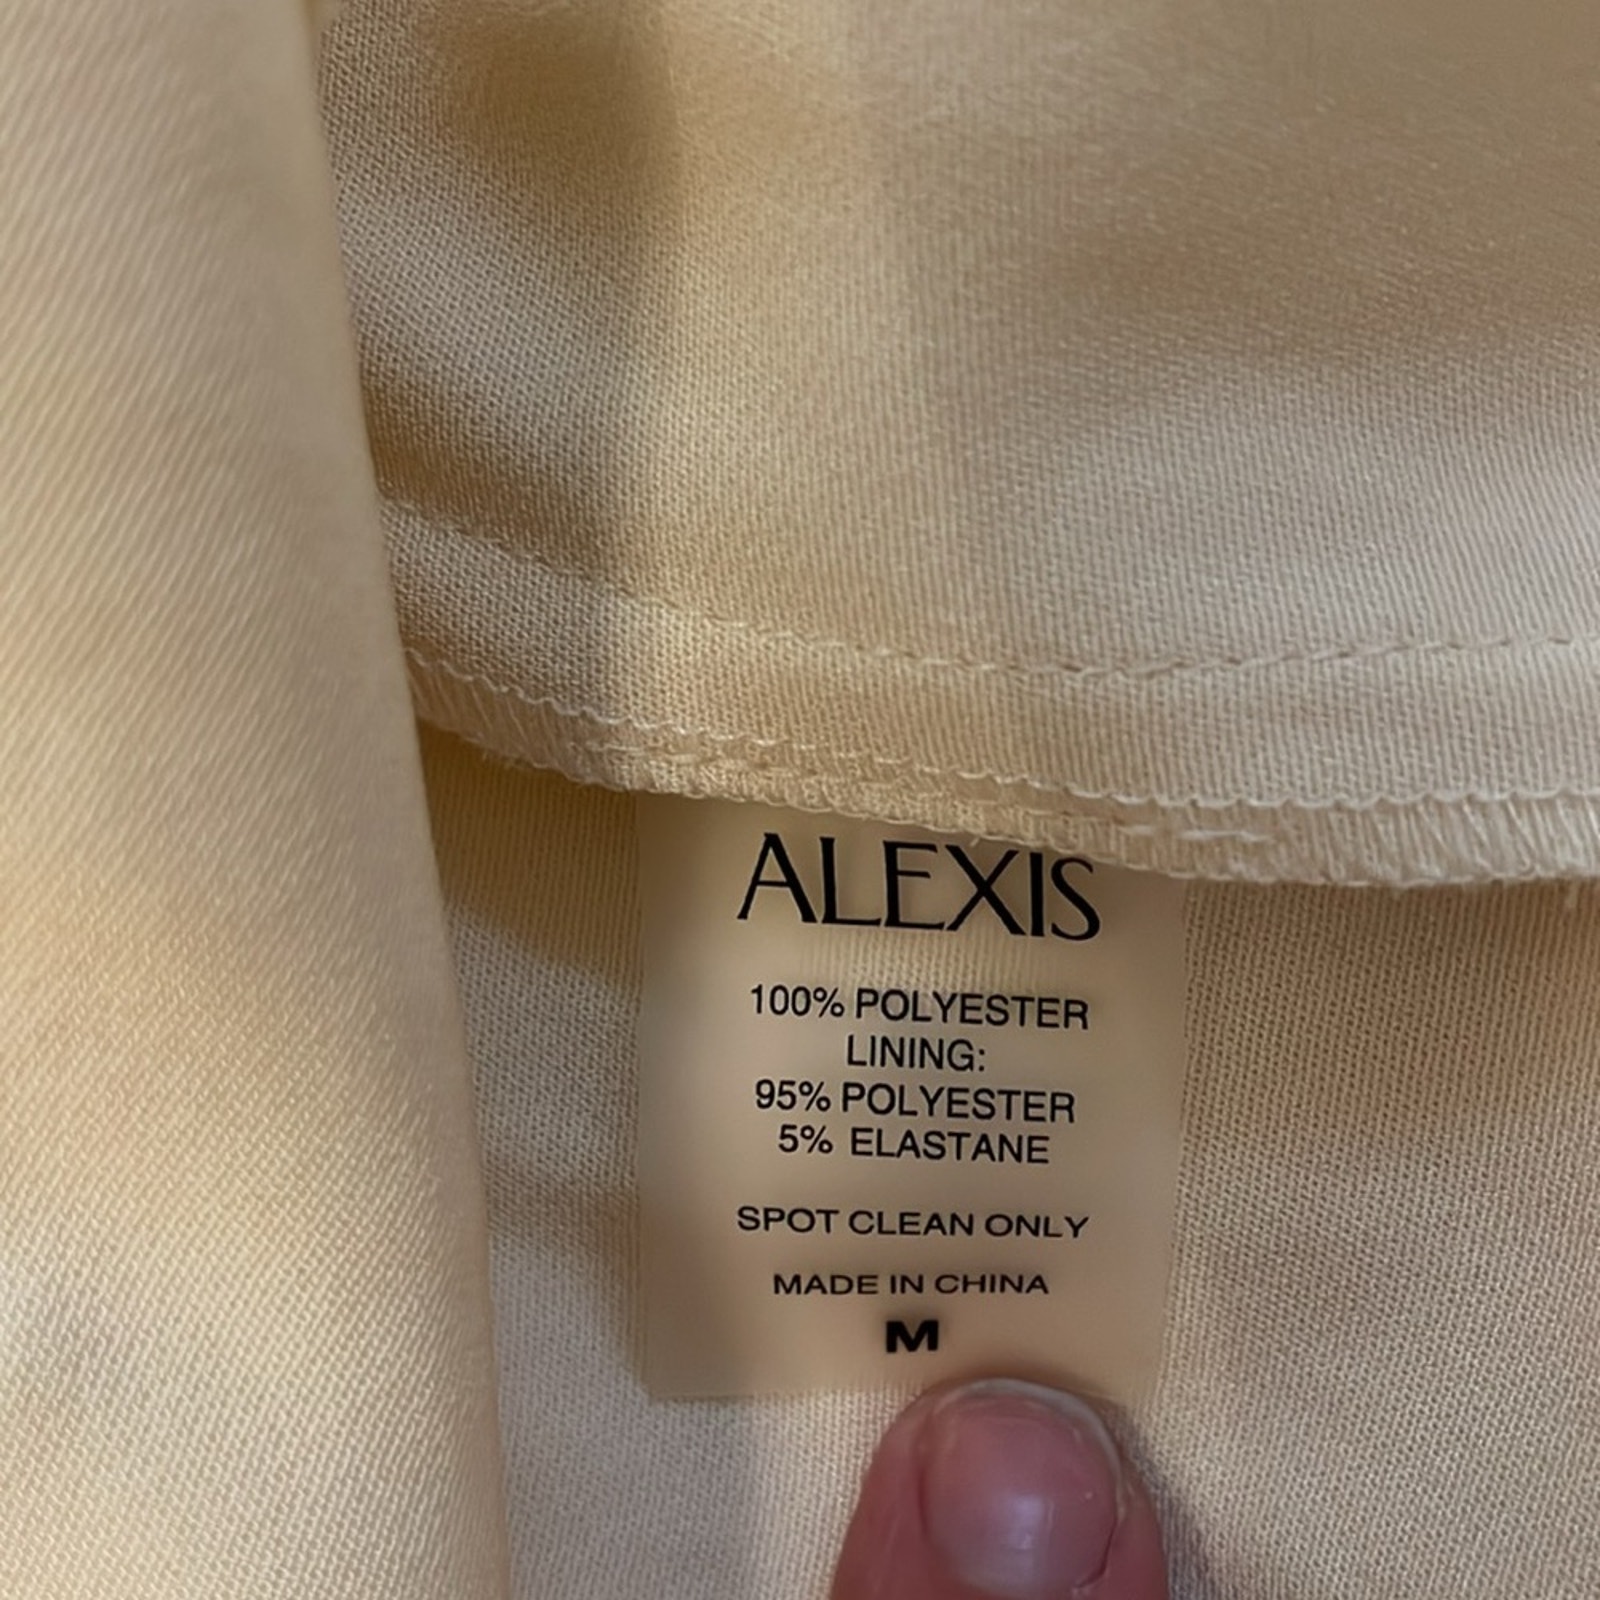 ALEXIS
100% POLYESTER
LINING:
95% POLYESTER
5% ELASTANE
SPOT CLEAN ONLY
MADE IN CHINA
M